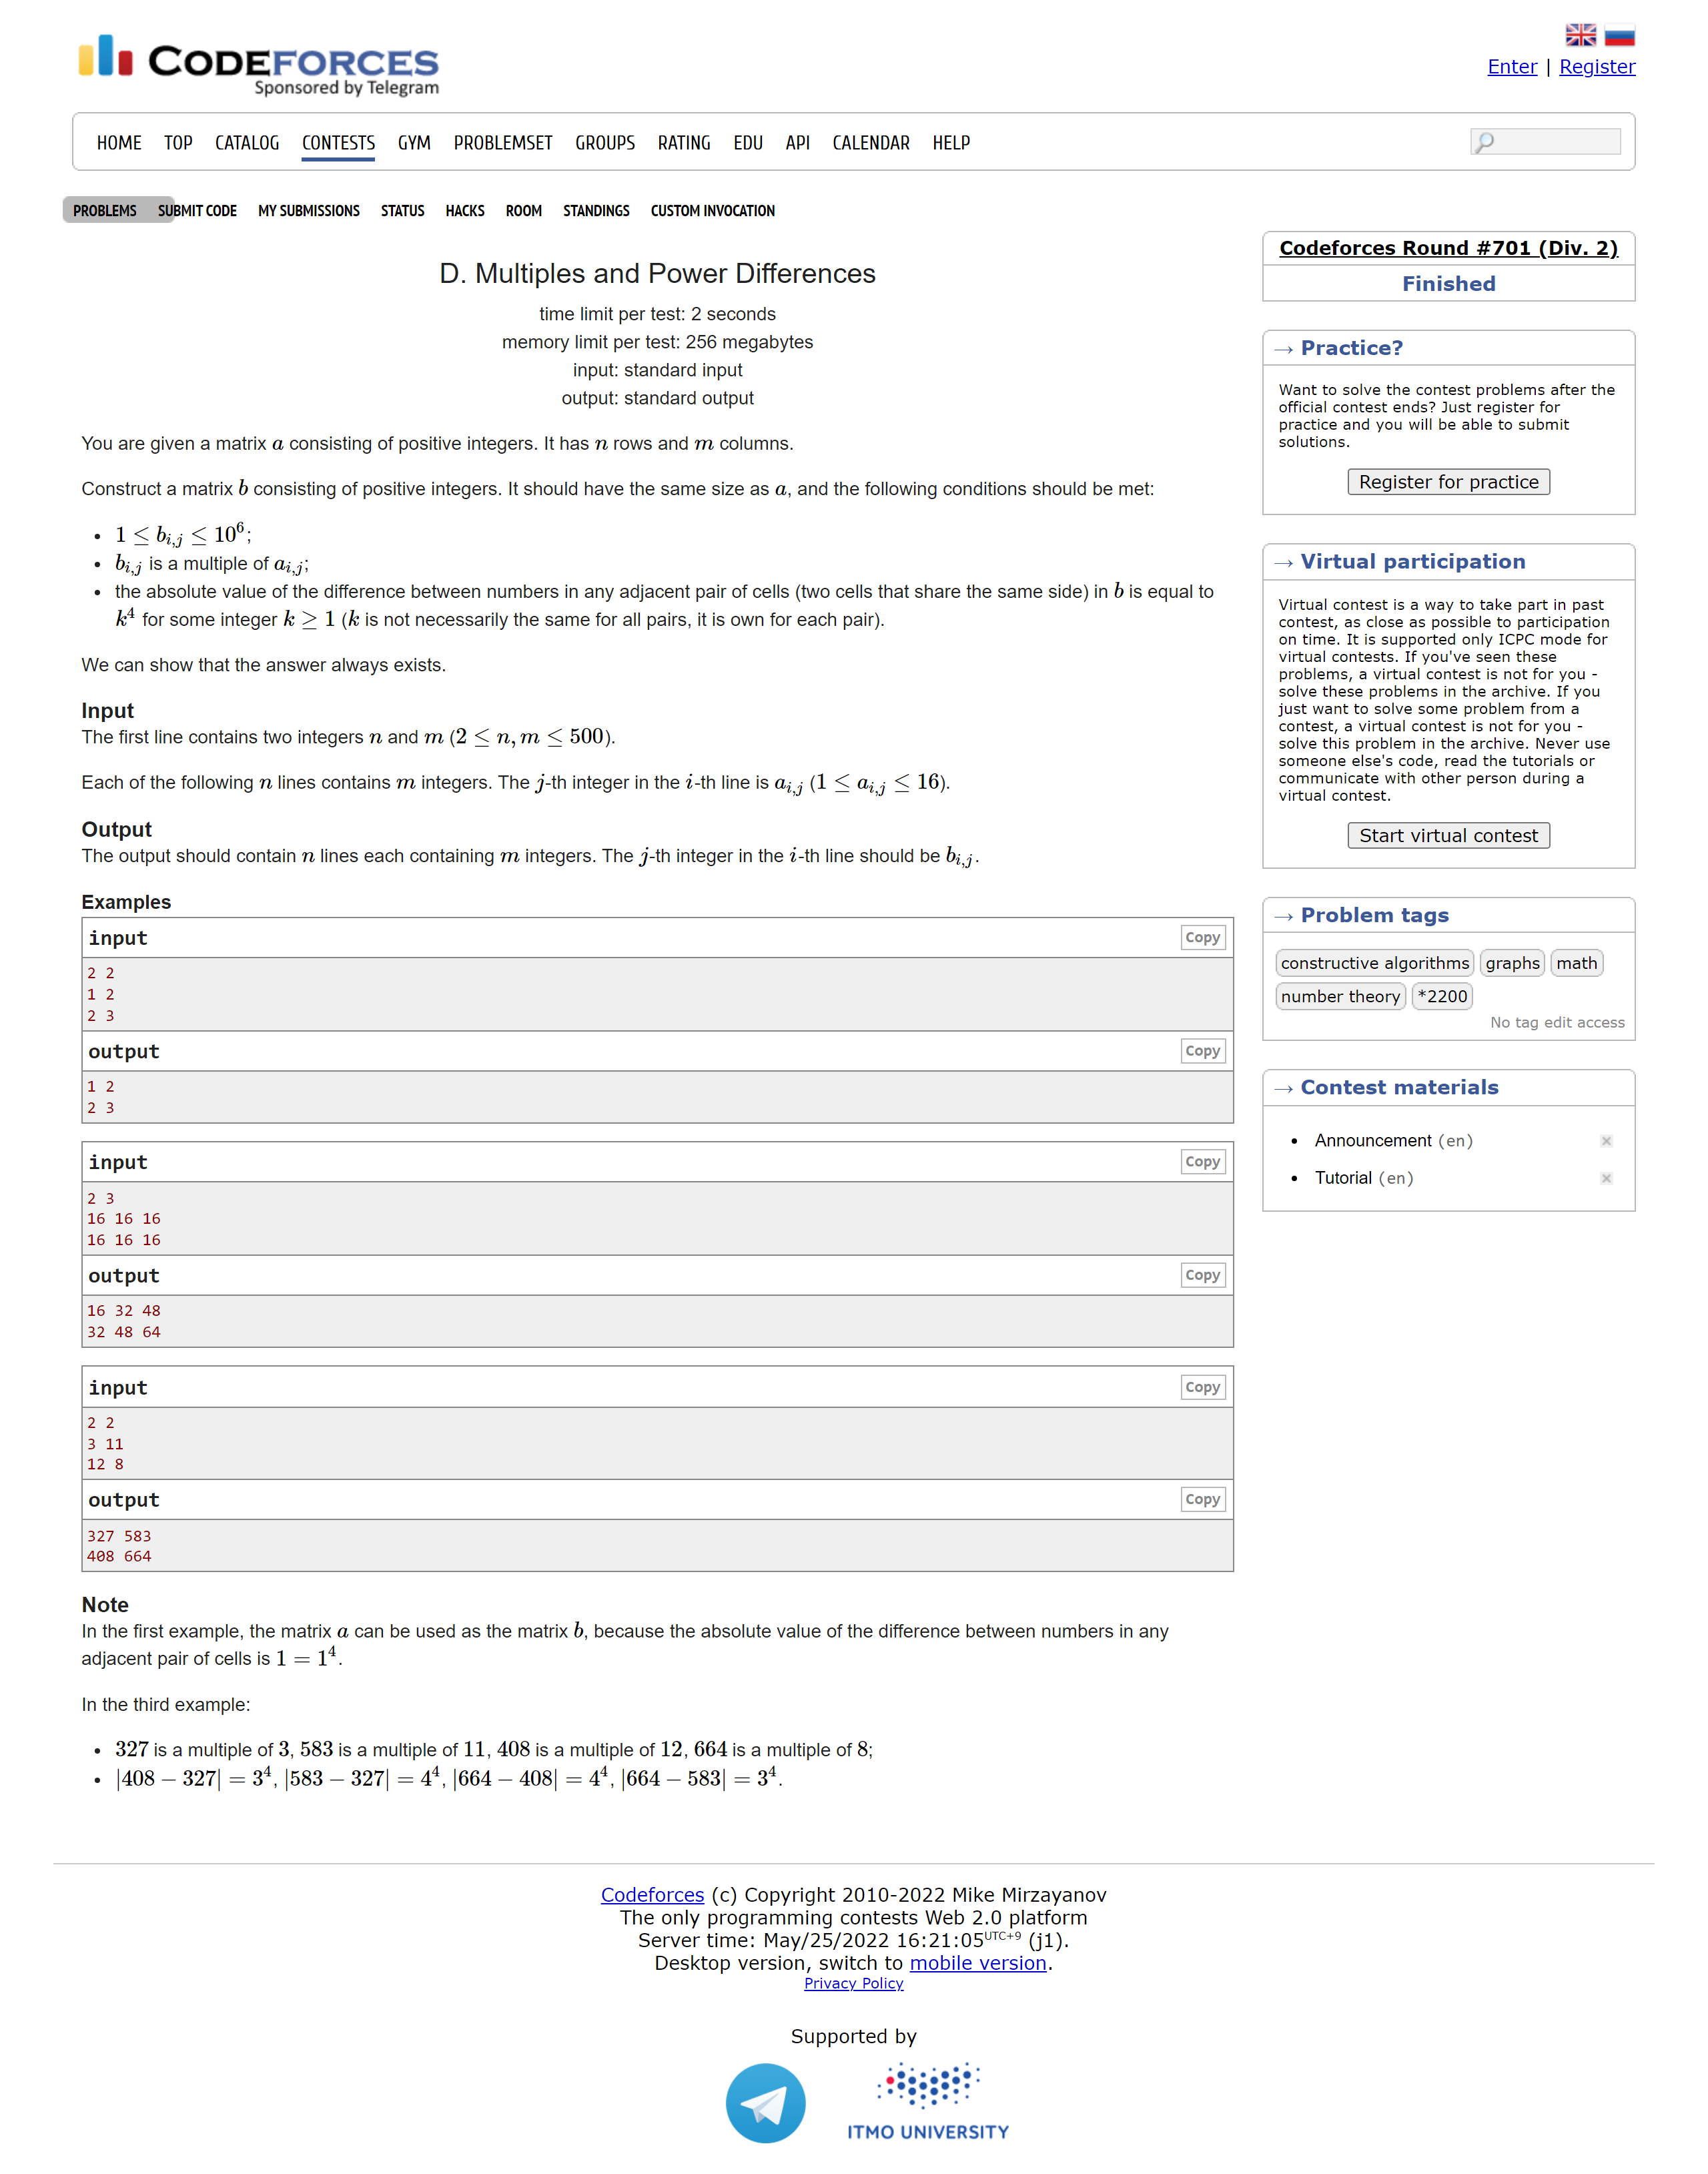 CODEFORCES
Sponsored by Telegram
Enter | Register
HOME TOP CATALOG CONTESTS GYM PROBLEMSET GROUPS RATING EDU API CALENDAR HELP
PROBLEMS SUBMIT CODE MY SUBMISSIONS STATUS HACKS ROOM STANDINGS CUSTOM INVOCATION
D. Multiples and Power Differences
time limit per test: 2 seconds
memory limit per test: 256 megabytes
input: standard input
output: standard output
You are given a matrix a consisting of positive integers. It has n rows and m columns.
Construct a matrix b consisting of positive integers. It should have the same size as a, and the following conditions should be met:
• 1 ≤ b_{i,j} ≤ 10^6;
• b_{i,j} is a multiple of a_{i,j};
• the absolute value of the difference between numbers in any adjacent pair of cells (two cells that share the same side) in b is equal to
k^4 for some integer k ≥ 1 (k is not necessarily the same for all pairs, it is own for each pair).
We can show that the answer always exists.
Input
The first line contains two integers n and m (2 ≤ n, m ≤ 500).
Each of the following n lines contains m integers. The j-th integer in the i-th line is a_{i,j} (1 ≤ a_{i,j} ≤ 16).
Output
The output should contain n lines each containing m integers. The j-th integer in the i-th line should be b_{i,j}.
Examples
input
Copy
2 2
1 2
2 3
output
Copy
1 2
2 3
input
Copy
2 3
16 16 16
16 16 16
output
Copy
16 32 48
32 48 64
input
Copy
2 2
3 11
12 8
output
Copy
327 583
408 664
Note
In the first example, the matrix a can be used as the matrix b, because the absolute value of the difference between numbers in any
adjacent pair of cells is 1 = 1^4.
In the third example:
• 327 is a multiple of 3, 583 is a multiple of 11, 408 is a multiple of 12, 664 is a multiple of 8;
• |408 − 327| = 3^4, |583 − 327| = 4^4, |664 − 408| = 4^4, |664 − 583| = 3^4.
Codeforces Round #701 (Div. 2)
Finished
→ Practice?
Want to solve the contest problems after the
official contest ends? Just register for
practice and you will be able to submit
solutions.
Register for practice
→ Virtual participation
Virtual contest is a way to take part in past
contest, as close as possible to participation
on time. It is supported only ICPC mode for
virtual contests. If you've seen these
problems, a virtual contest is not for you -
solve these problems in the archive. If you
just want to solve some problem from a
contest, a virtual contest is not for you -
solve this problem in the archive. Never use
someone else's code, read the tutorials or
communicate with other person during a
virtual contest.
Start virtual contest
→ Problem tags
constructive algorithms graphs math
number theory *2200
No tag edit access
→ Contest materials
• Announcement (en)
• Tutorial (en)
Codeforces (c) Copyright 2010-2022 Mike Mirzayanov
The only programming contests Web 2.0 platform
Server time: May/25/2022 16:21:05 UTC+9 (j1).
Desktop version, switch to mobile version.
Privacy Policy
Supported by
ITMO UNIVERSITY